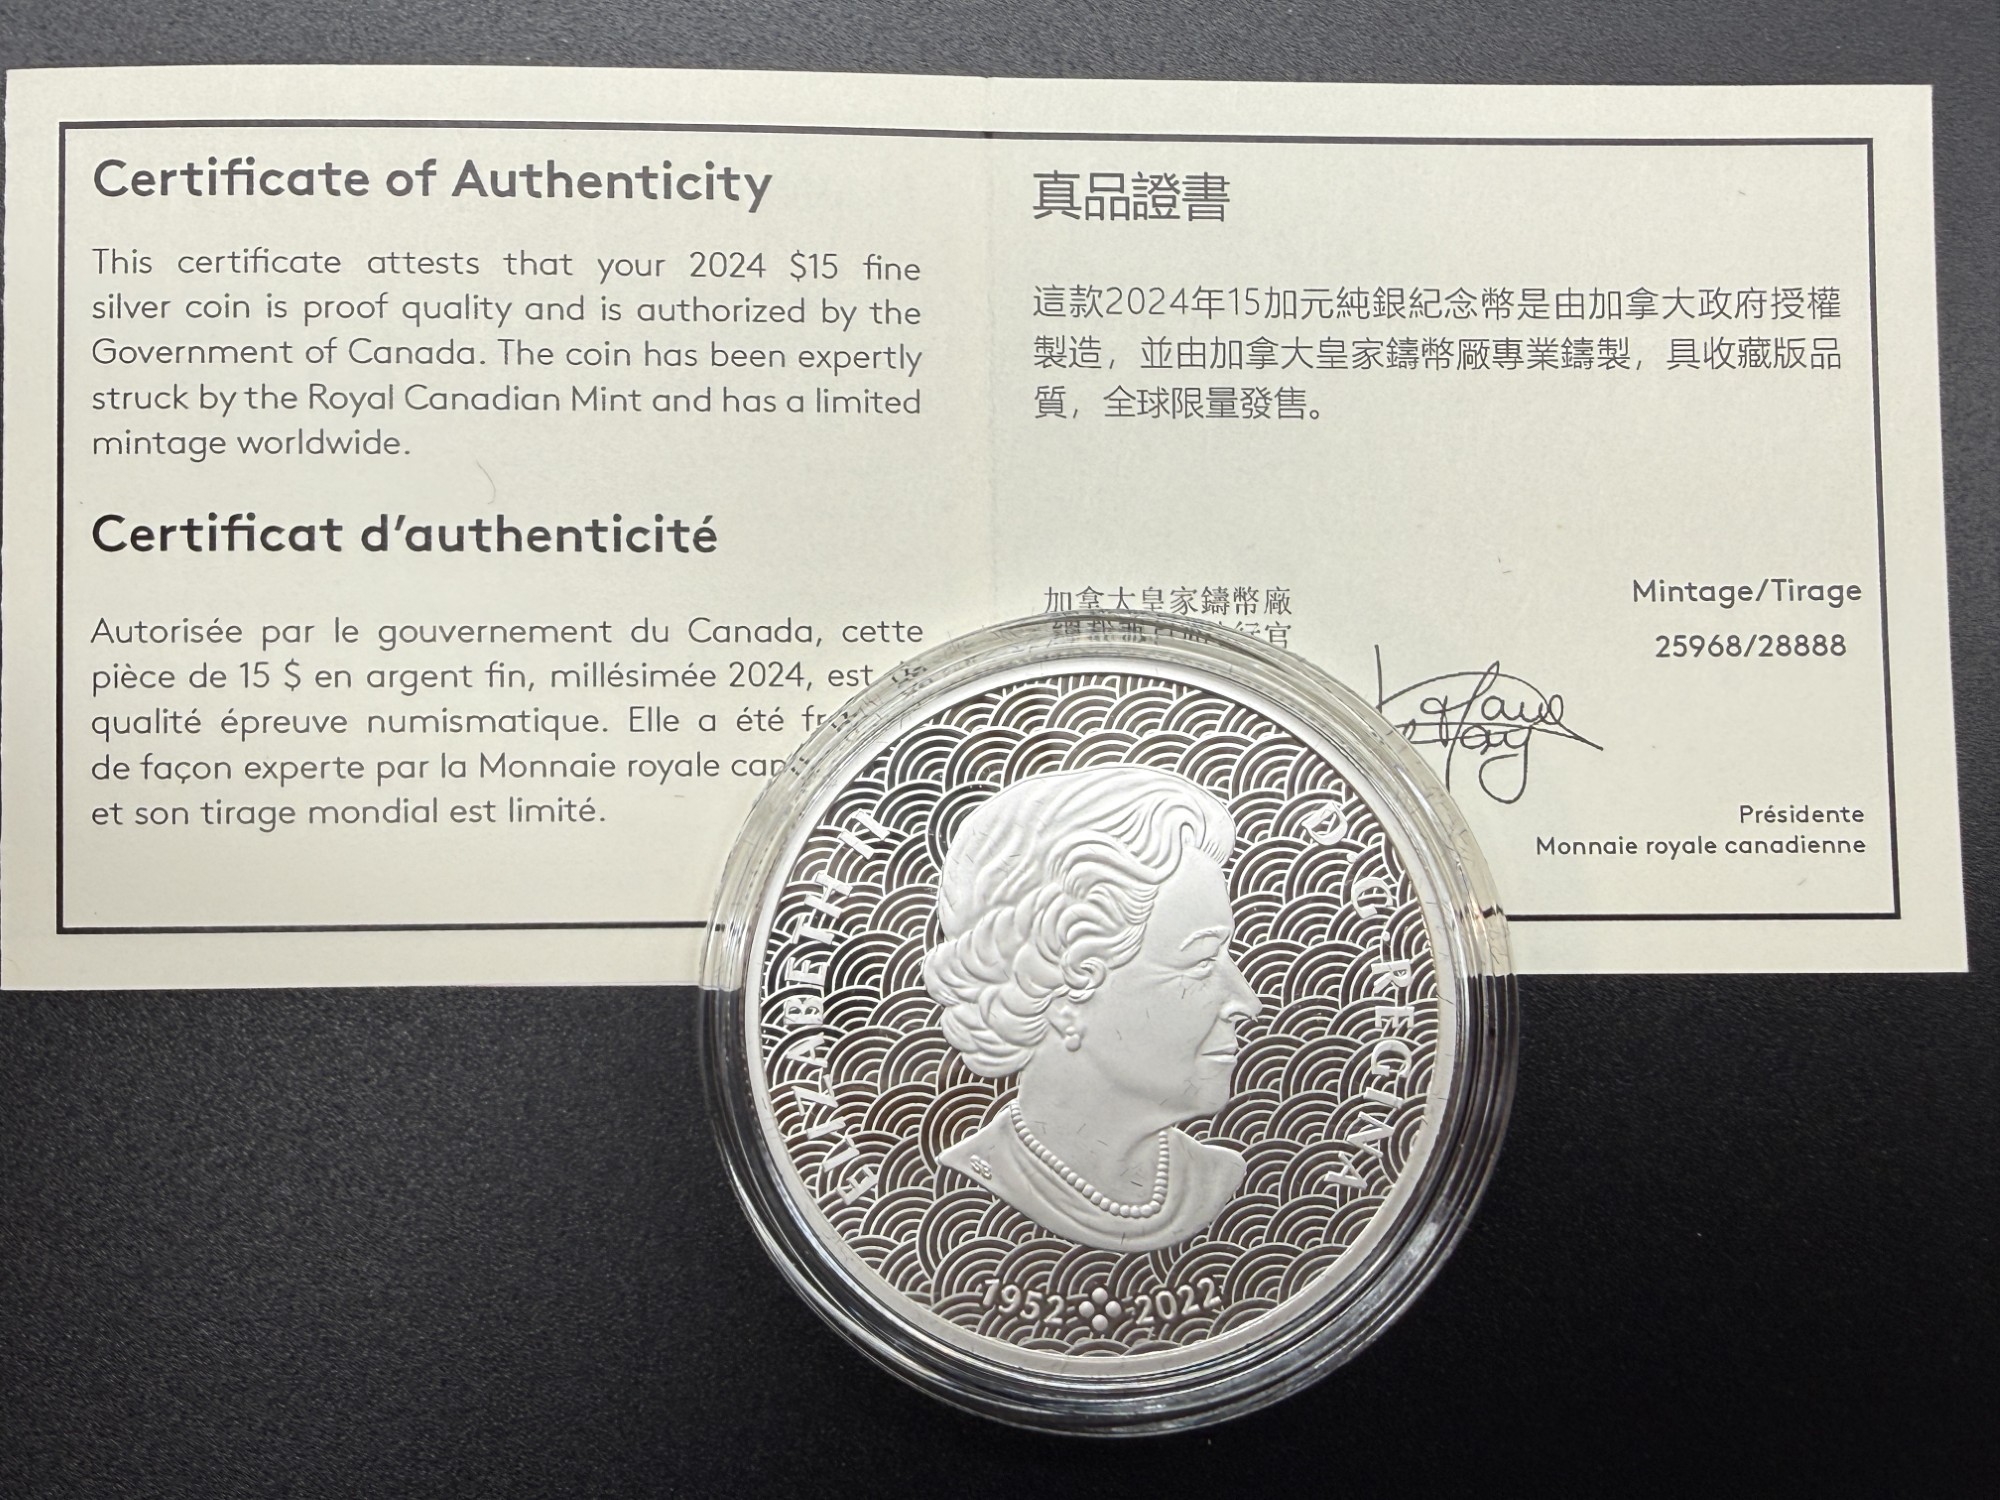 Certificate of Authenticity
This certificate attests that your 2024 $15 fine
silver coin is proof quality and is authorized by the
Government of Canada. The coin has been expertly
struck by the Royal Canadian Mint and has a limited
mintage worldwide.
Certificat d'authenticité
Autorisée par le gouvernement du Canada, cette
pièce de 15 $ en argent fin, millésimée 2024, est
qualité épreuve numismatique. Elle a été
de façon experte par la Monnaie royale
et son tirage mondial est limité.
真品證書
這款2024年15加元純銀紀念幣是由加拿大政府授權
製造，並由加拿大皇家鑄幣廠專業鑄製，具收藏版品
質，全球限量發售。
加拿大皇家鑄幣廠
行官
Mintage/Tirage
25968/28888
Présidente
Monnaie royale canadienne
ELIZABETH II
D.G.REGINA
SB
1952 2022